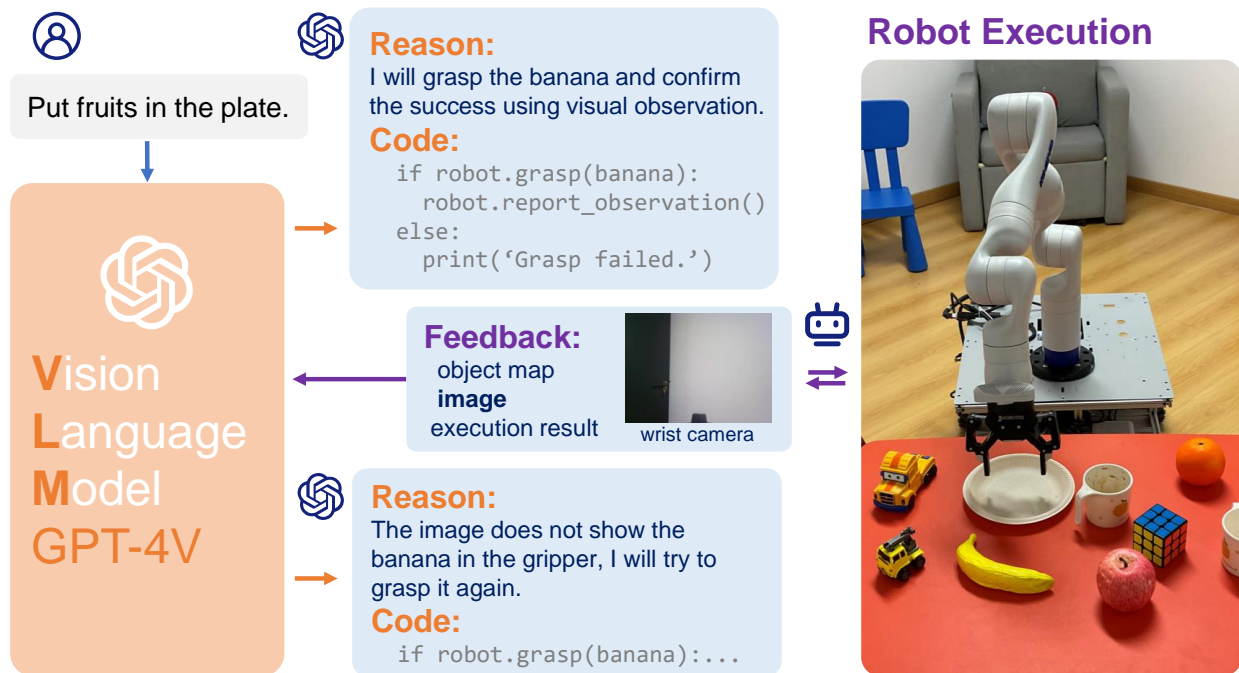 Put fruits in the plate.
Vision
Language
Model
GPT-4V
Reason:
I will grasp the banana and confirm
the success using visual observation.
Code:
if robot.grasp(banana):
robot.report_observation()
else:
print(‘Grasp failed.’)
Feedback:
object map
image
execution result
wrist camera
Reason:
The image does not show the
banana in the gripper, I will try to
grasp it again.
Code:
if robot.grasp(banana):...
Robot Execution